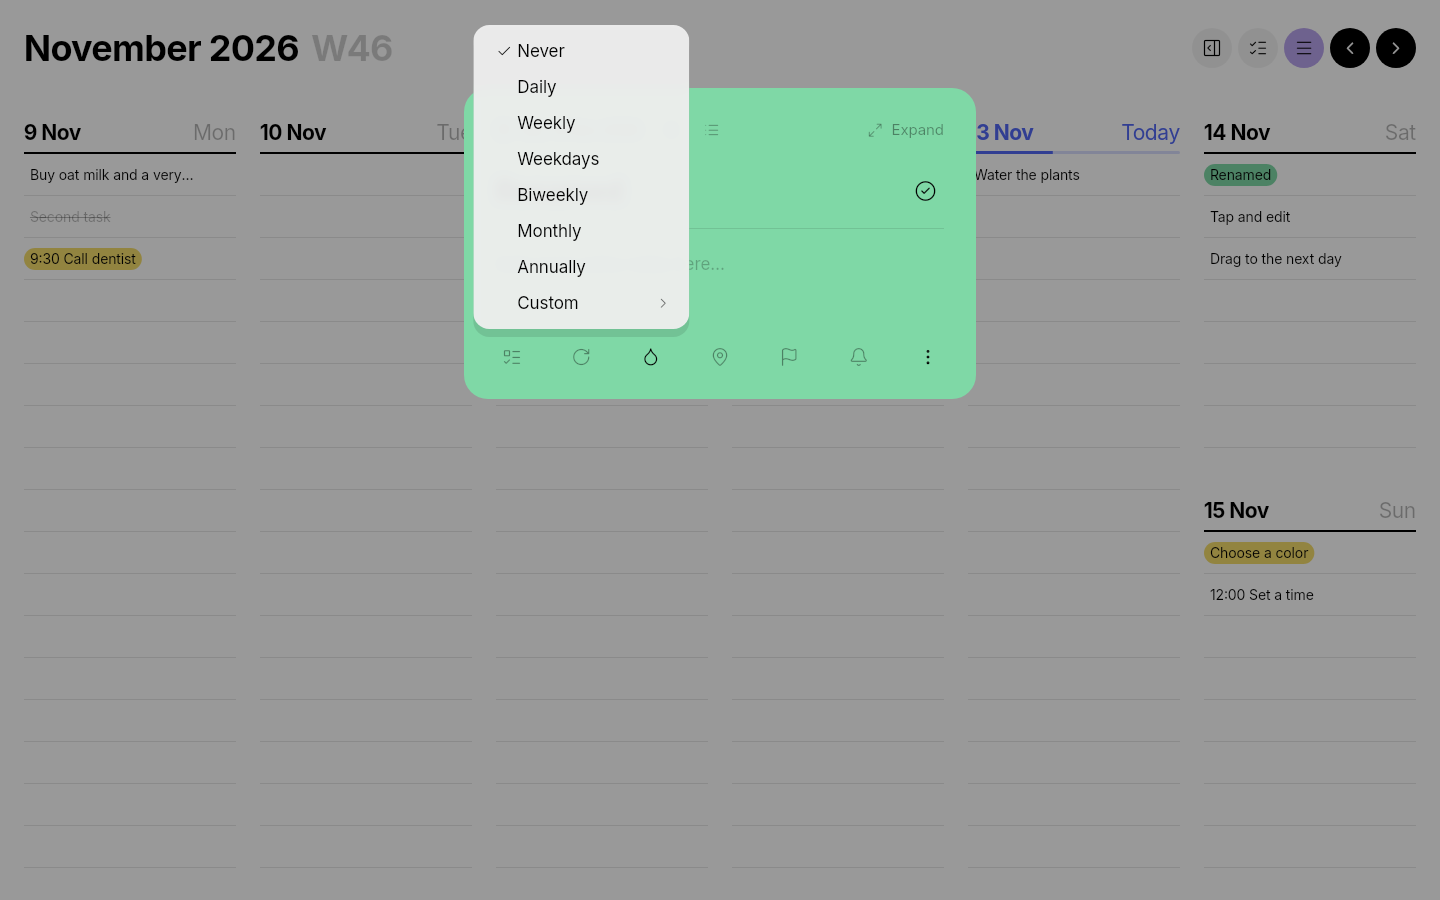 November 2026 W46
Never
Daily
Weekly
Weekdays
Biweekly
Monthly
Annually
Custom
Expand
9 Nov Mon
Buy oat milk and a very...
Second task
9:30 Call dentist
10 Nov
3 Nov Today
Water the plants
14 Nov Sat
Renamed
Tap and edit
Drag to the next day
15 Nov Sun
Choose a color
12:00 Set a time